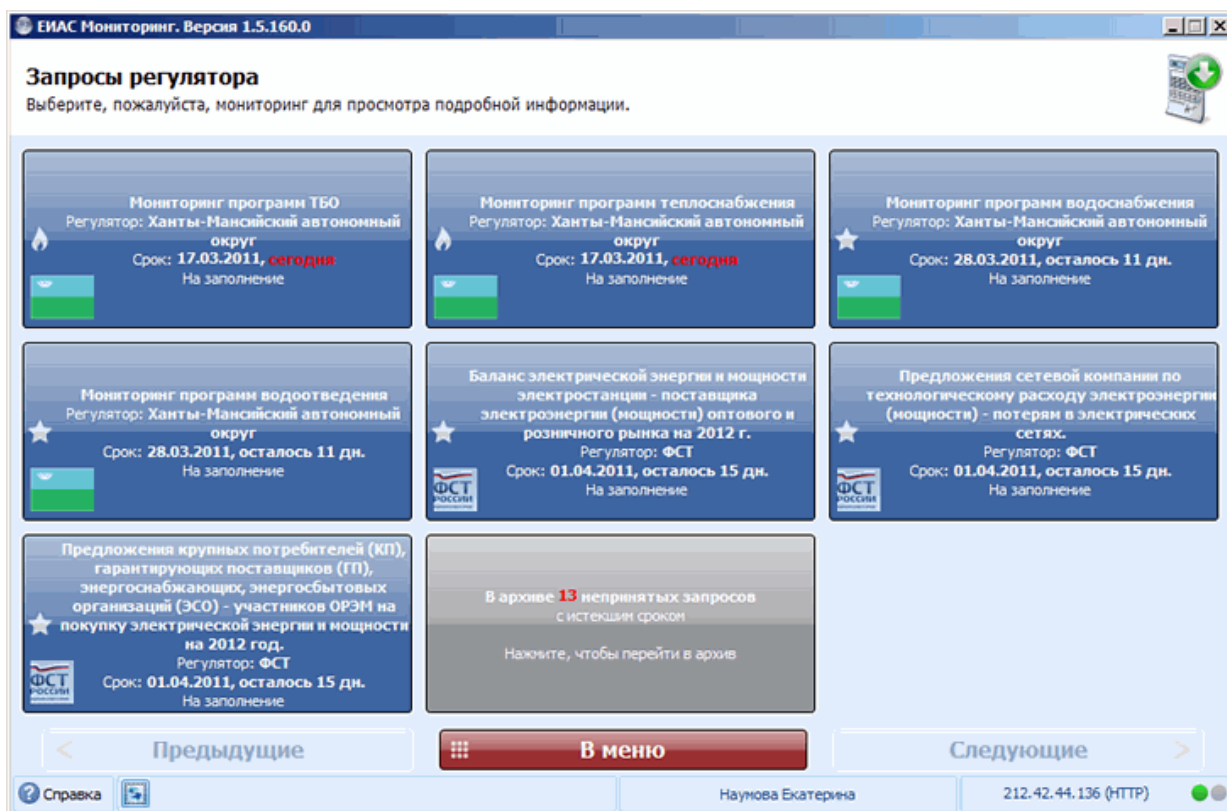 ЕИАС Мониторинг. Версия 1.5.160.0
Запросы регулятора
Выберите, пожалуйста, мониторинг для просмотра подробной информации.
Мониторинг программ ТБО
Регулятор: Ханты-Мансийский автономный
округ
Срок: 17.03.2011, сегодня
На заполнение
Мониторинг программ теплоснабжения
Регулятор: Ханты-Мансийский автономный
округ
Срок: 17.03.2011, сегодня
На заполнение
Мониторинг программ водоснабжения
Регулятор: Ханты-Мансийский автономный
округ
Срок: 28.03.2011, осталось 11 дн.
На заполнение
Мониторинг программ водоотведения
Регулятор: Ханты-Мансийский автономный
округ
Срок: 28.03.2011, осталось 11 дн.
На заполнение
Баланс электрической энергии и мощности
электростанции - поставщика
электроэнергии (мощности) оптового и
розничного рынка на 2012 г.
Регулятор: ФСТ
Срок: 01.04.2011, осталось 15 дн.
На заполнение
ФСТ
РОССИИ
Предложения сетевой компании по
технологическому расходу электроэнергии
(мощности) - потерям в электрических
сетях.
Регулятор: ФСТ
Срок: 01.04.2011, осталось 15 дн.
На заполнение
ФСТ
РОССИИ
Предложения крупных потребителей (КП),
гарантирующих поставщиков (ГП),
энергоснабжающих, энергосбытовых
организаций (ЭСО) - участников ОРЭМ на
покупку электрической энергии и мощности
на 2012 год.
Регулятор: ФСТ
Срок: 01.04.2011, осталось 15 дн.
На заполнение
ФСТ
РОССИИ
В архиве 13 непринятых запросов
с истекшим сроком
Нажмите, чтобы перейти в архив
< Предыдущие
В меню
Следующие >
Справка
Наумова Екатерина
212.42.44.136 (HTTP)